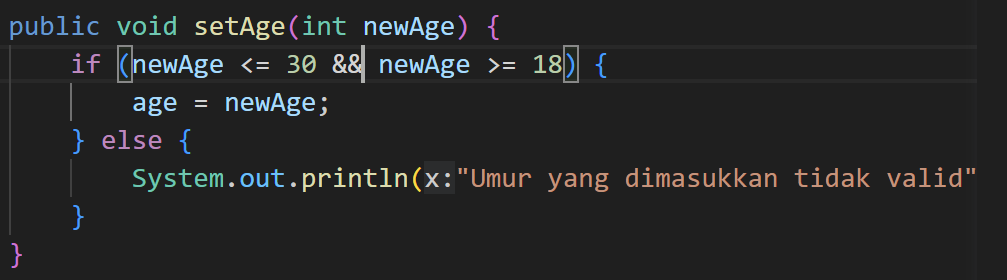 public void setAge(int newAge) {
if (newAge <= 30 && newAge >= 18) {
age = newAge;
} else {
System.out.println(x:"Umur yang dimasukkan tidak valid"
}
}